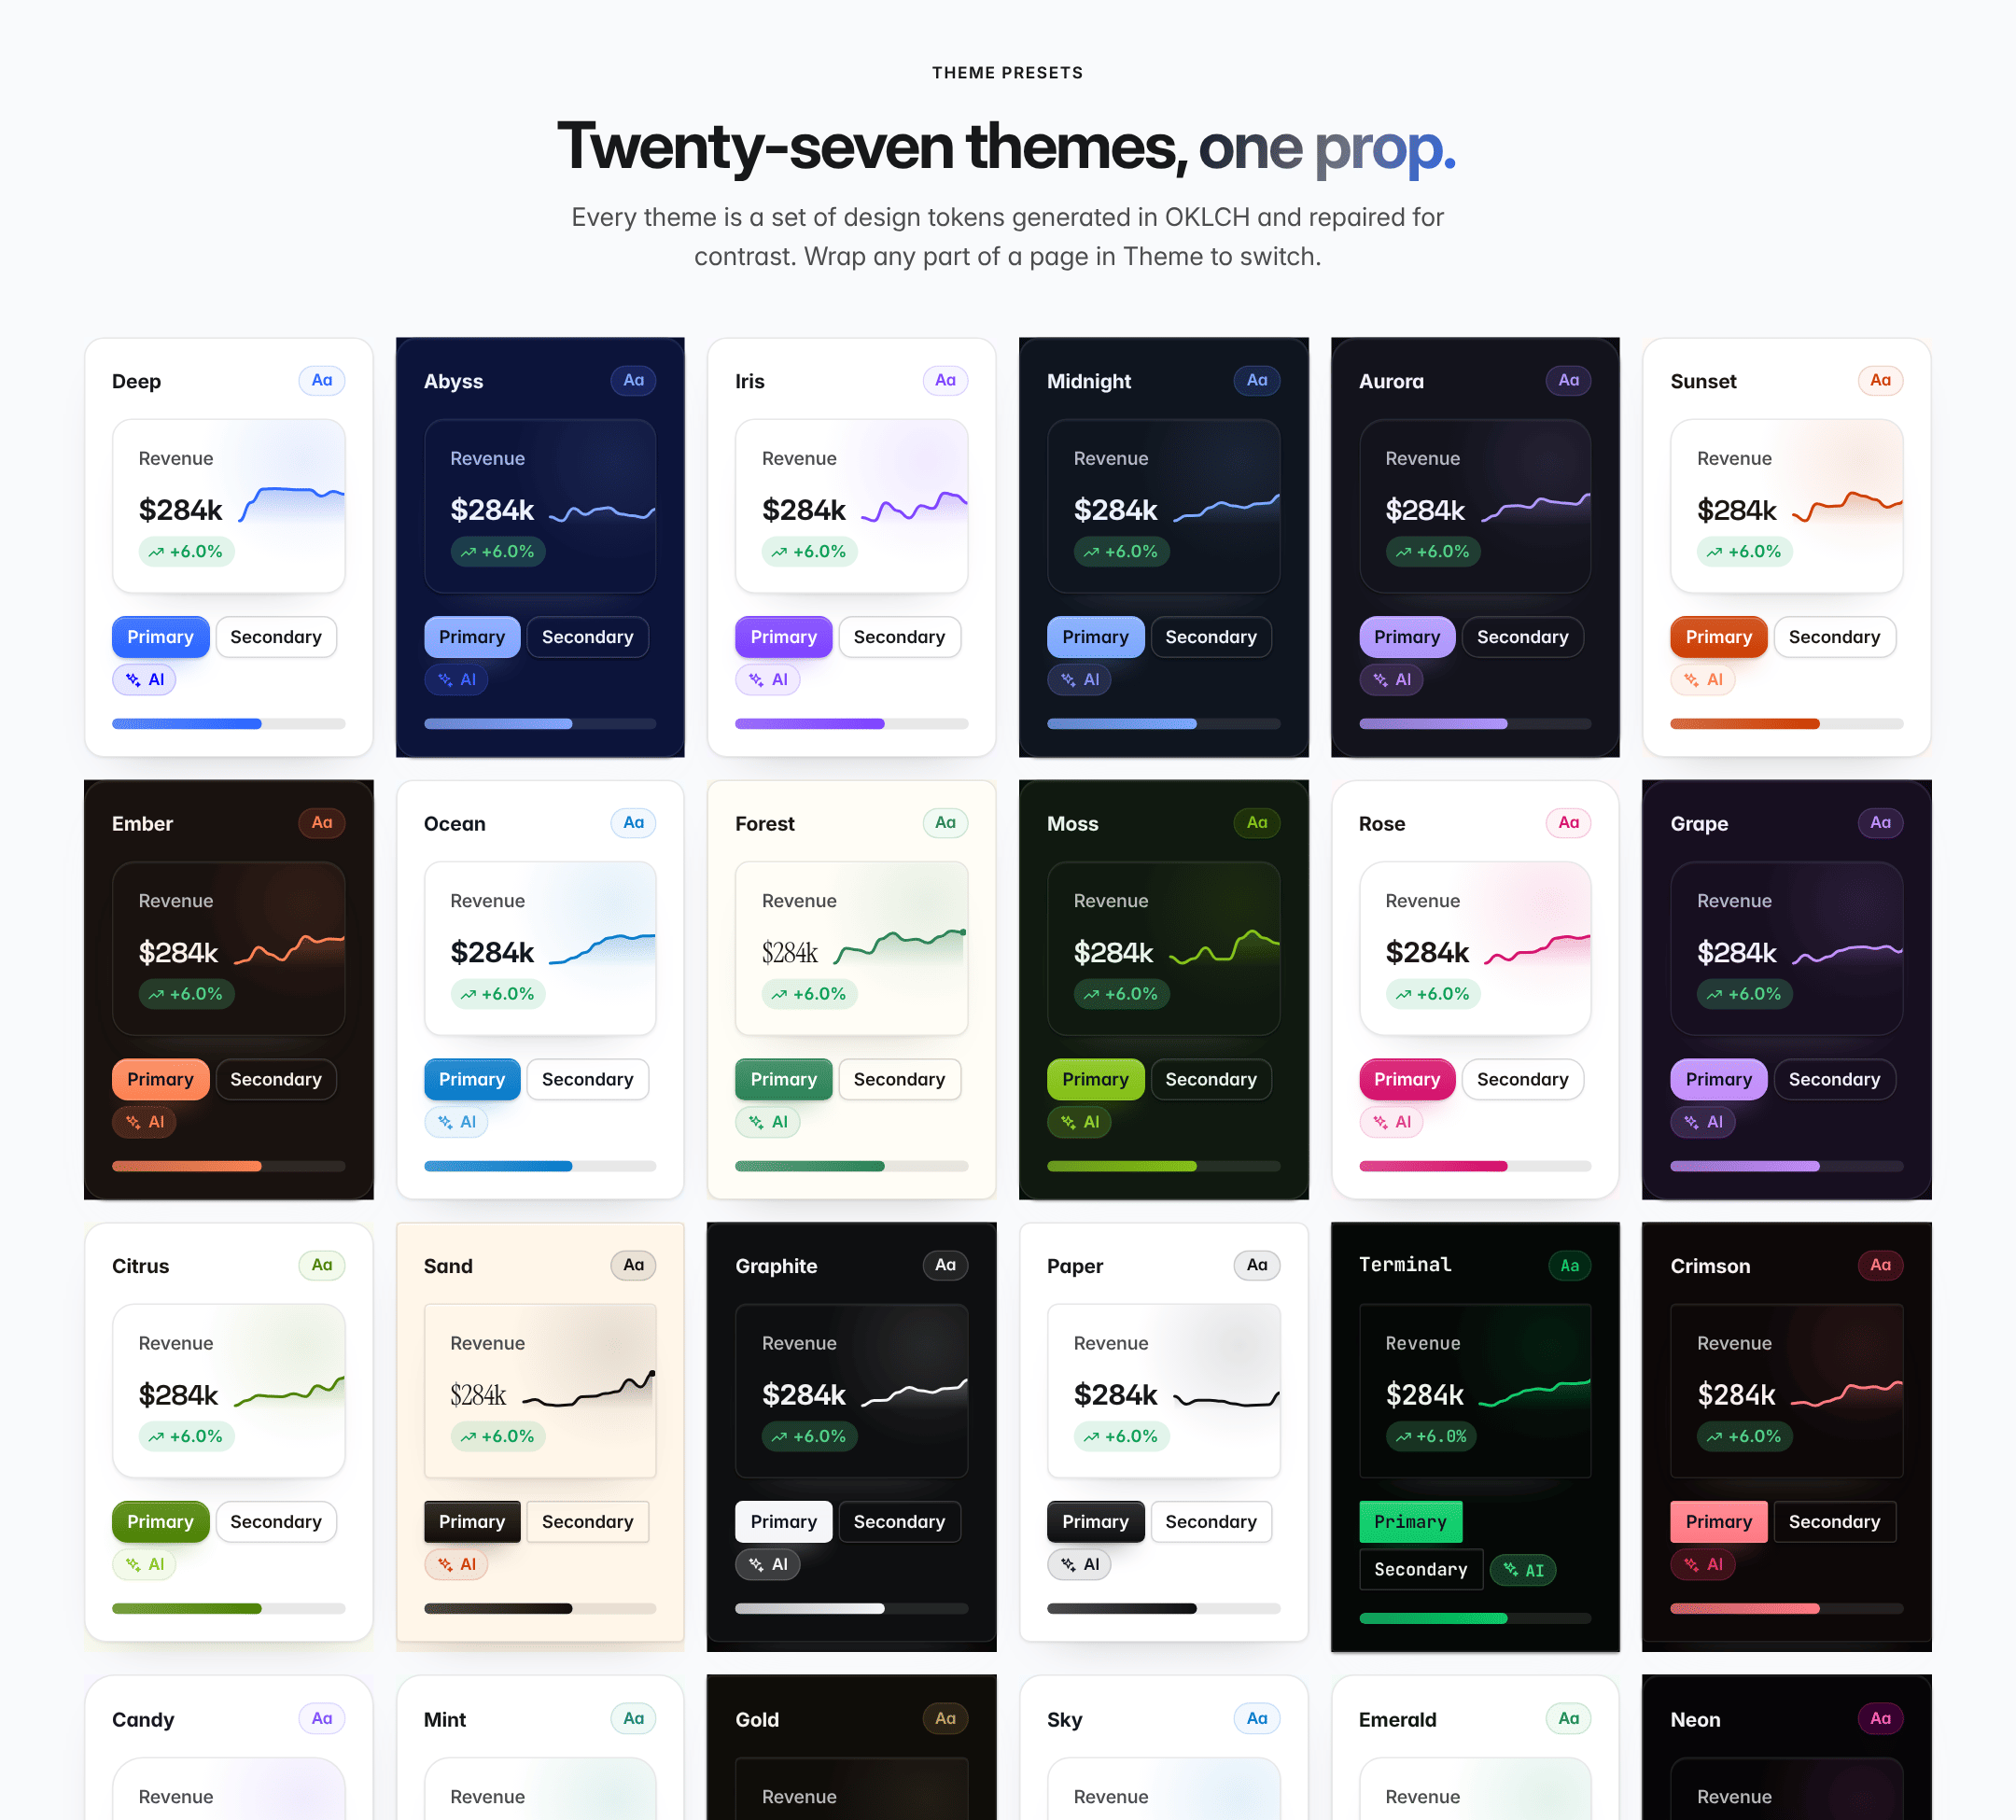 THEME PRESETS
Twenty-seven themes, one prop.
Every theme is a set of design tokens generated in OKLCH and repaired for
contrast. Wrap any part of a page in Theme to switch.
Deep Aa
Revenue
$284k
+6.0%
Primary Secondary
AI
Abyss Aa
Revenue
$284k
+6.0%
Primary Secondary
AI
Iris Aa
Revenue
$284k
+6.0%
Primary Secondary
AI
Midnight Aa
Revenue
$284k
+6.0%
Primary Secondary
AI
Aurora Aa
Revenue
$284k
+6.0%
Primary Secondary
AI
Sunset Aa
Revenue
$284k
+6.0%
Primary Secondary
AI
Ember Aa
Revenue
$284k
+6.0%
Primary Secondary
AI
Ocean Aa
Revenue
$284k
+6.0%
Primary Secondary
AI
Forest Aa
Revenue
$284k
+6.0%
Primary Secondary
AI
Moss Aa
Revenue
$284k
+6.0%
Primary Secondary
AI
Rose Aa
Revenue
$284k
+6.0%
Primary Secondary
AI
Grape Aa
Revenue
$284k
+6.0%
Primary Secondary
AI
Citrus Aa
Revenue
$284k
+6.0%
Primary Secondary
AI
Sand Aa
Revenue
$284k
+6.0%
Primary Secondary
AI
Graphite Aa
Revenue
$284k
+6.0%
Primary Secondary
AI
Paper Aa
Revenue
$284k
+6.0%
Primary Secondary
AI
Terminal Aa
Revenue
$284k
+6.0%
Primary
Secondary AI
Crimson Aa
Revenue
$284k
+6.0%
Primary Secondary
AI
Candy Aa
Revenue
Mint Aa
Revenue
Gold Aa
Revenue
Sky Aa
Revenue
Emerald Aa
Revenue
Neon Aa
Revenue